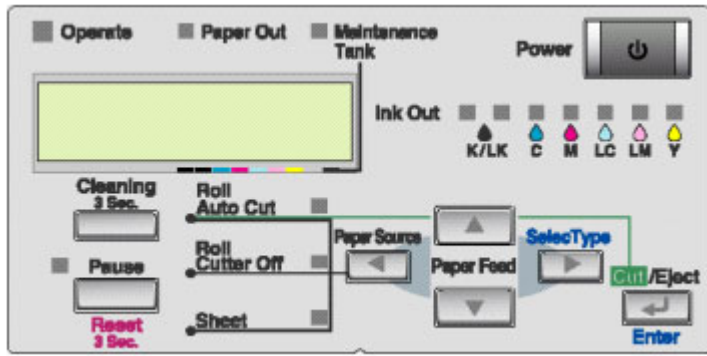 Operate
Paper Out
Maintenance
Tank
Power
Ink Out
K/LK
C
M
LC
LM
Y
Cleaning
3 Sec.
Roll
Auto Cut
Paper Source
SelecType
Roll
Cutter Off
Paper Feed
Pause
Cut/Eject
Reset
3 Sec.
Sheet
Enter